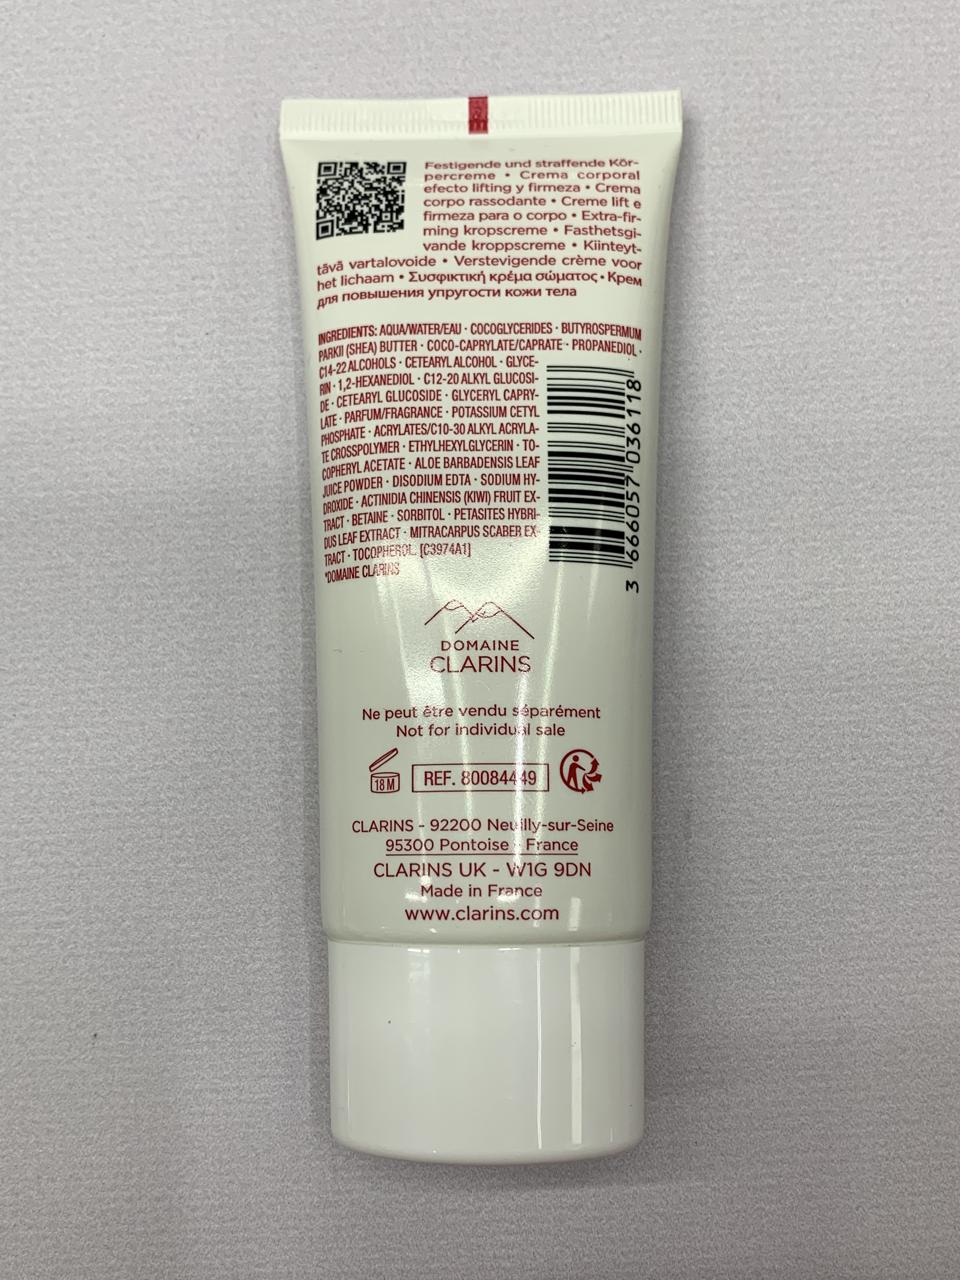 Festigende und straffende Kör-
percreme • Crema corporal
efecto lifting y firmeza • Crema
corpo rassodante • Creme lift e
firmeza para o corpo • Extra-fir-
ming kropscreme • Fasthetsgi-
vande kroppscreme • Kiinteyt-
tävä vartalovoide • Verstevigende crème voor
het lichaam • Συσφικτική κρέμα σώματος • Крем
для повышения упругости кожи тела
INGREDIENTS: AQUA/WATER/EAU · COCOGLYCERIDES · BUTYROSPERMUM
PARKII (SHEA) BUTTER · COCO-CAPRYLATE/CAPRATE · PROPANEDIOL ·
C14-22 ALCOHOLS · CETEARYL ALCOHOL · GLYCE-
RIN · 1,2-HEXANEDIOL · C12-20 ALKYL GLUCOSI-
DE · CETEARYL GLUCOSIDE · GLYCERYL CAPRY-
LATE · PARFUM/FRAGRANCE · POTASSIUM CETYL
PHOSPHATE · ACRYLATES/C10-30 ALKYL ACRYLA-
TE CROSSPOLYMER · ETHYLHEXYLGLYCERIN · TO-
COPHERYL ACETATE · ALOE BARBADENSIS LEAF
JUICE POWDER · DISODIUM EDTA · SODIUM HY-
DROXIDE · ACTINIDIA CHINENSIS (KIWI) FRUIT EX-
TRACT · BETAINE · SORBITOL · PETASITES HYBRI-
DUS LEAF EXTRACT · MITRACARPUS SCABER EX-
TRACT · TOCOPHEROL. [C3974A1]
*DOMAINE CLARINS
3 666057 036118
DOMAINE
CLARINS
Ne peut être vendu séparément
Not for individual sale
18 M
REF. 80084449
CLARINS - 92200 Neuilly-sur-Seine
95300 Pontoise - France
CLARINS UK - W1G 9DN
Made in France
www.clarins.com